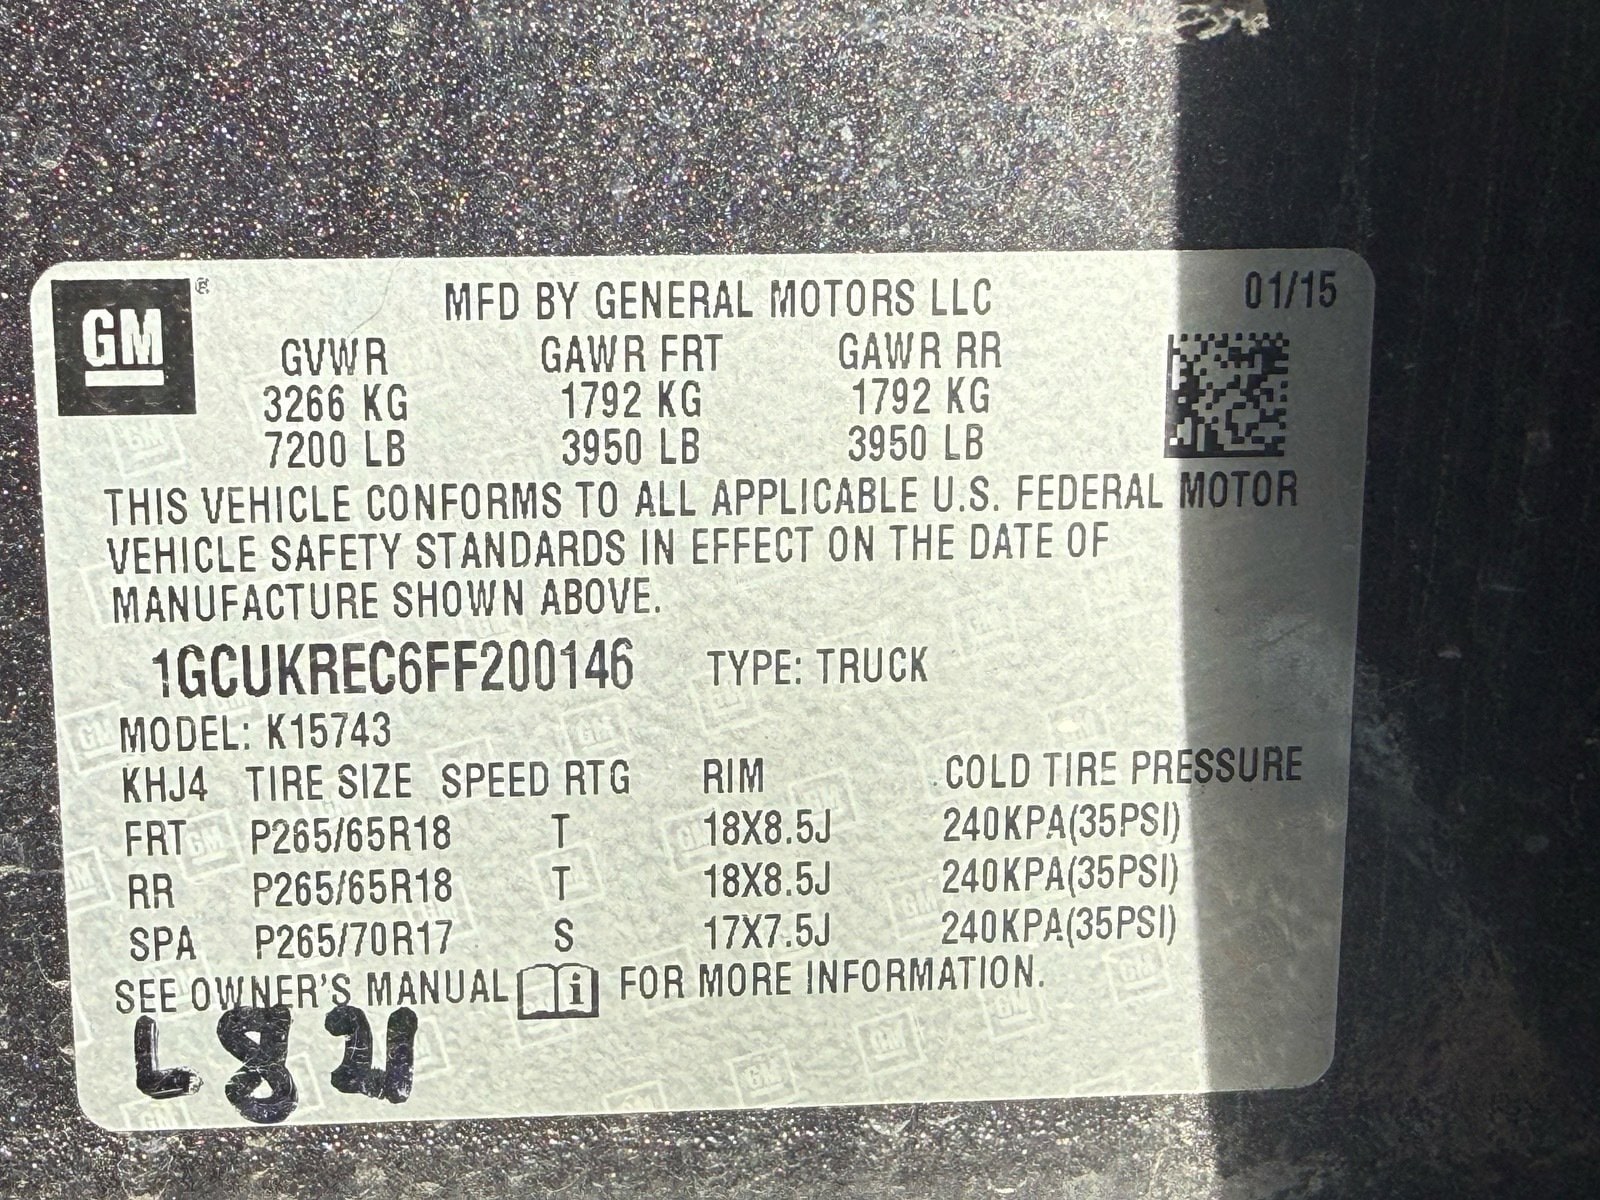 GM ® MFD BY GENERAL MOTORS LLC 01/15
GVWR GAWR FRT GAWR RR
3266 KG 1792 KG 1792 KG
7200 LB 3950 LB 3950 LB
THIS VEHICLE CONFORMS TO ALL APPLICABLE U.S. FEDERAL MOTOR
VEHICLE SAFETY STANDARDS IN EFFECT ON THE DATE OF
MANUFACTURE SHOWN ABOVE.
1GCUKREC6FF200146 TYPE: TRUCK
MODEL: K15743
KHJ4 TIRE SIZE SPEED RTG RIM COLD TIRE PRESSURE
FRT P265/65R18 T 18X8.5J 240KPA(35PSI)
RR P265/65R18 T 18X8.5J 240KPA(35PSI)
SPA P265/70R17 S 17X7.5J 240KPA(35PSI)
SEE OWNER'S MANUAL i FOR MORE INFORMATION.